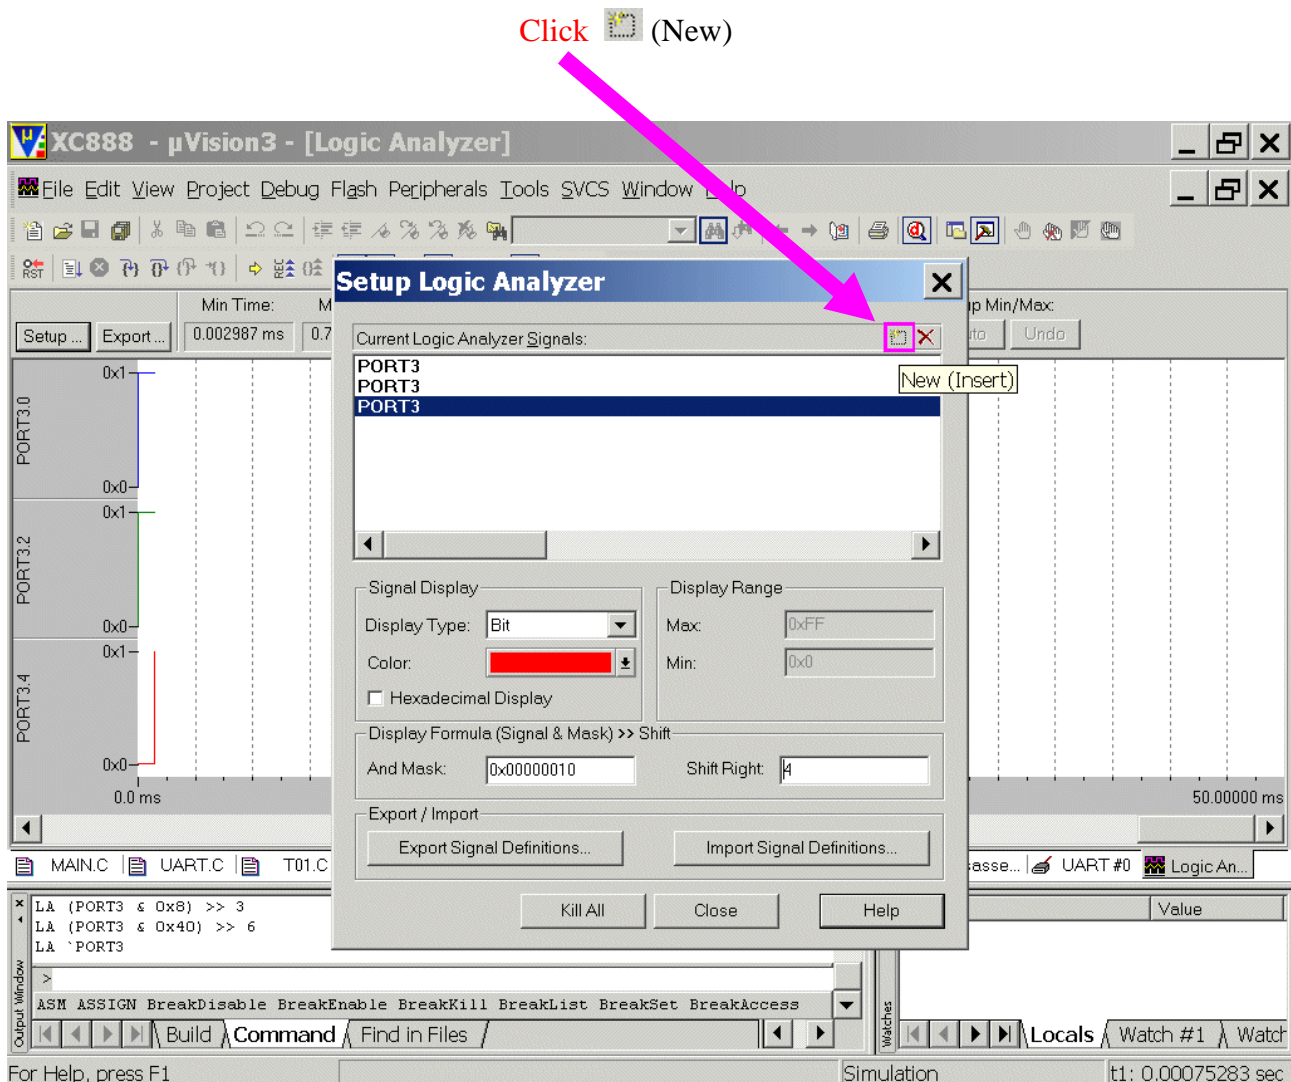 Click (New)
XC888 - µVision3 - [Logic Analyzer]
File Edit View Project Debug Flash Peripherals Tools SVCS Window
RST
Setup Logic Analyzer
Min Time:
Setup ... Export ... 0.002987 ms 0.7
p Min/Max:
Undo
Current Logic Analyzer Signals:
PORT3
PORT3
PORT3
New (Insert)
0x1
PORT3.0
0x0
0x1
PORT3.2
0x0
0x1
PORT3.4
0x0
0.0 ms
50.00000 ms
Signal Display
Display Type: Bit
Color:
Hexadecimal Display
Display Range
Max: 0xFF
Min: 0x0
Display Formula (Signal & Mask) >> Shift
And Mask: 0x00000010 Shift Right: 4
Export / Import
Export Signal Definitions... Import Signal Definitions...
Kill All Close Help
MAIN.C UART.C T01.C
asse... UART #0 Logic An...
LA (PORT3 & 0x8) >> 3
LA (PORT3 & 0x40) >> 6
LA `PORT3
>
ASM ASSIGN BreakDisable BreakEnable BreakKill BreakList BreakSet BreakAccess
Output Window
Build Command Find in Files
Value
Watches
Locals Watch #1 Watch
For Help, press F1 Simulation t1: 0.00075283 sec